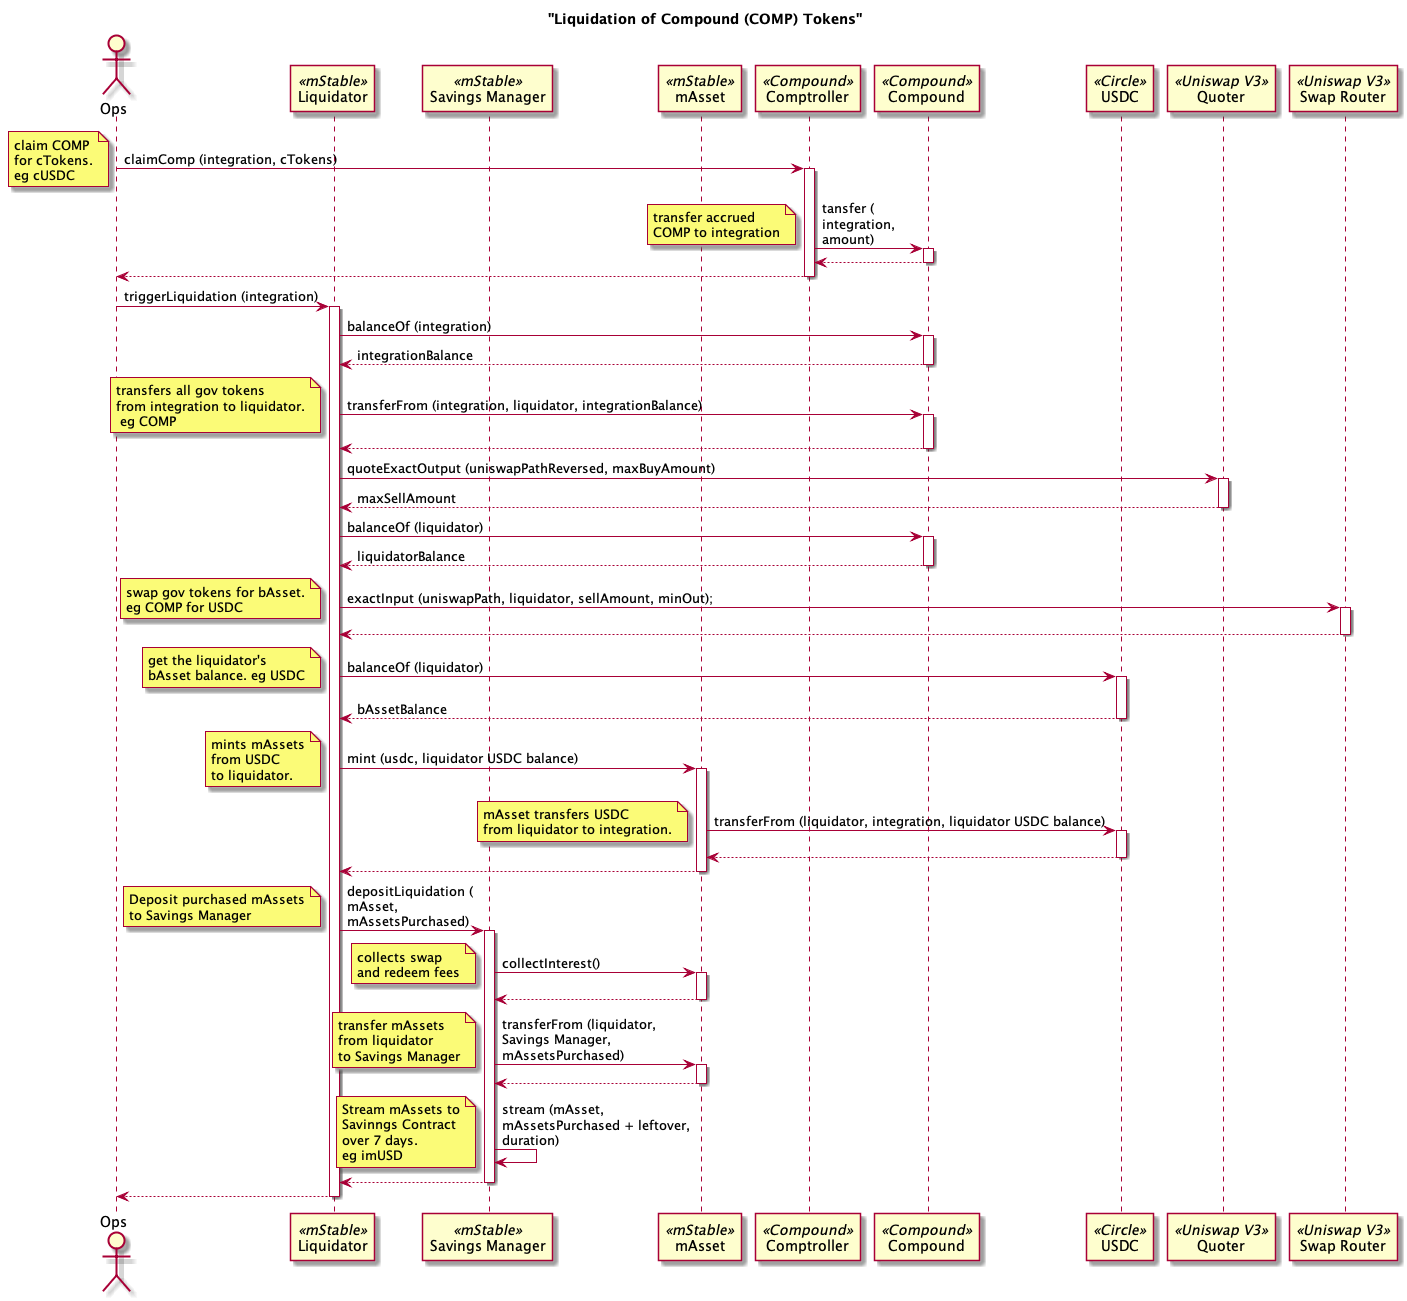 "Liquidation of Compound (COMP) Tokens"
Ops
«mStable»
Liquidator
«mStable»
Savings Manager
«mStable»
mAsset
«Compound»
Comptroller
«Compound»
Compound
«Circle»
USDC
«Uniswap V3»
Quoter
«Uniswap V3»
Swap Router
claim COMP
for cTokens.
eg cUSDC
claimComp (integration, cTokens)
transfer accrued
COMP to integration
tansfer (
integration,
amount)
triggerLiquidation (integration)
balanceOf (integration)
integrationBalance
transfers all gov tokens
from integration to liquidator.
eg COMP
transferFrom (integration, liquidator, integrationBalance)
quoteExactOutput (uniswapPathReversed, maxBuyAmount)
maxSellAmount
balanceOf (liquidator)
liquidatorBalance
swap gov tokens for bAsset.
eg COMP for USDC
exactInput (uniswapPath, liquidator, sellAmount, minOut);
get the liquidator's
bAsset balance. eg USDC
balanceOf (liquidator)
bAssetBalance
mints mAssets
from USDC
to liquidator.
mint (usdc, liquidator USDC balance)
mAsset transfers USDC
from liquidator to integration.
transferFrom (liquidator, integration, liquidator USDC balance)
Deposit purchased mAssets
to Savings Manager
depositLiquidation (
mAsset,
mAssetsPurchased)
collects swap
and redeem fees
collectInterest()
transfer mAssets
from liquidator
to Savings Manager
transferFrom (liquidator,
Savings Manager,
mAssetsPurchased)
Stream mAssets to
Savinngs Contract
over 7 days.
eg imUSD
stream (mAsset,
mAssetsPurchased + leftover,
duration)
Ops
«mStable»
Liquidator
«mStable»
Savings Manager
«mStable»
mAsset
«Compound»
Comptroller
«Compound»
Compound
«Circle»
USDC
«Uniswap V3»
Quoter
«Uniswap V3»
Swap Router